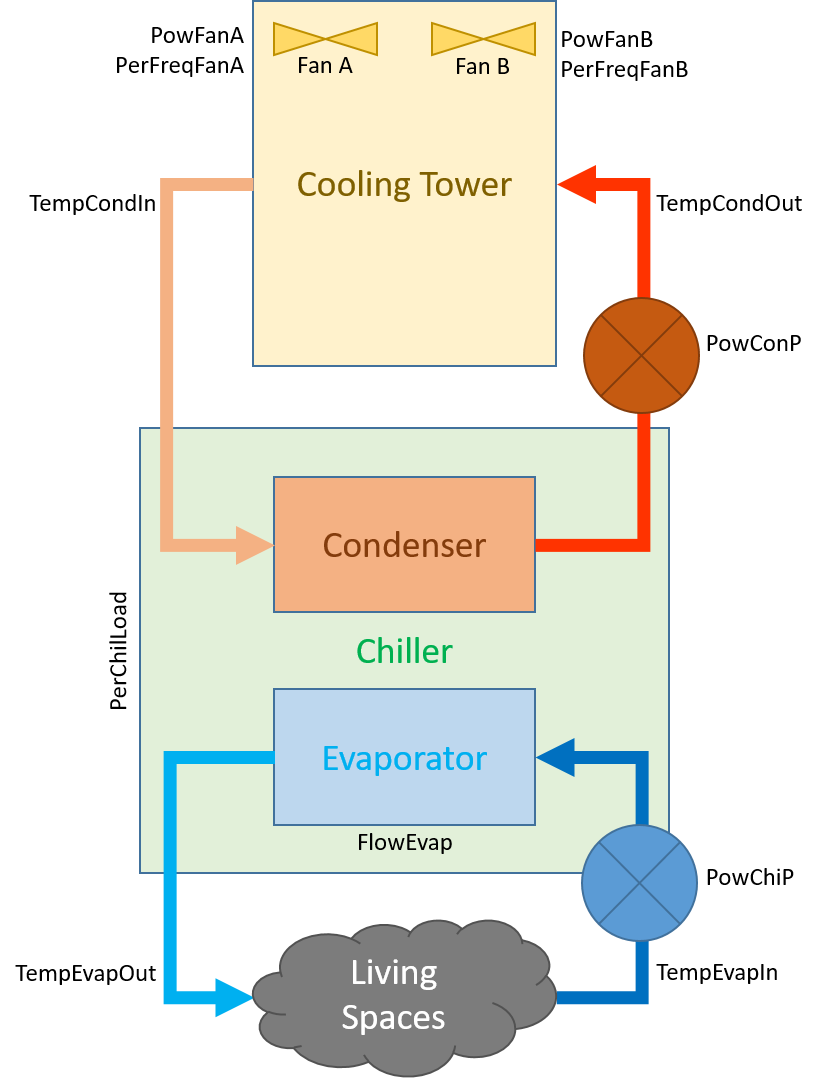 PowFanA
PerFreqFanA
Fan A
Fan B
PowFanB
PerFreqFanB
Cooling Tower
TempCondIn
TempCondOut
PowConP
Condenser
PerChilLoad
Chiller
Evaporator
FlowEvap
PowChiP
TempEvapOut
Living
Spaces
TempEvapIn